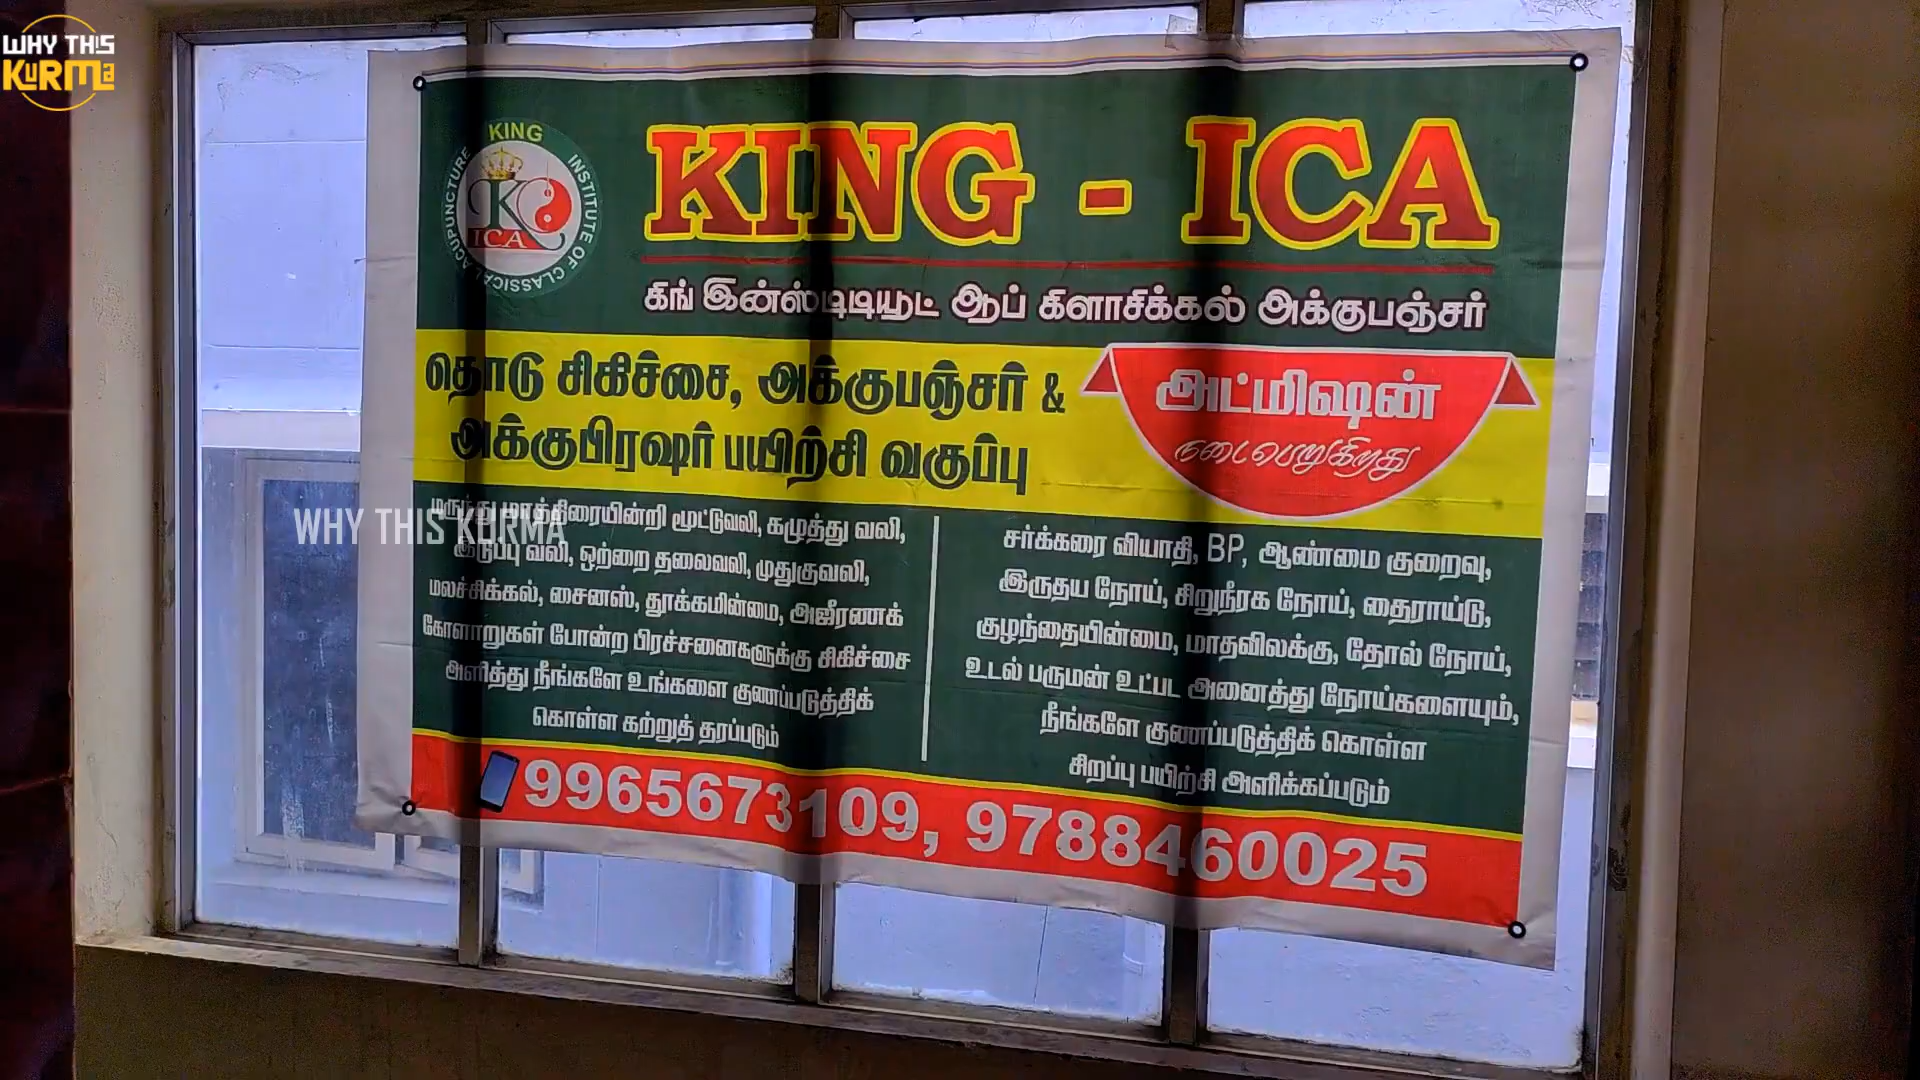 WHY THIS
KURMA
KING INSTITUTE OF CLASSICAL ACUPUNCTURE
K
ICA
KING - ICA
கிங் இன்ஸ்டிடியூட் ஆப் கிளாசிக்கல் அக்குபஞ்சர்
தொடு சிகிச்சை, அக்குபஞ்சர் &
அக்குபிரஷர் பயிற்சி வகுப்பு
அட்மிஷன்
நடைபெறுகிறது
மருந்து மாத்திரையின்றி மூட்டுவலி, கழுத்து வலி,
இடுப்பு வலி, ஒற்றை தலைவலி, முதுகுவலி,
மலச்சிக்கல், சைனஸ், தூக்கமின்மை, அஜீரணக்
கோளாறுகள் போன்ற பிரச்சனைகளுக்கு சிகிச்சை
அளித்து நீங்களே உங்களை குணப்படுத்திக்
கொள்ள கற்றுத் தரப்படும்
சர்க்கரை வியாதி, BP, ஆண்மை குறைவு,
இருதய நோய், சிறுநீரக நோய், தைராய்டு,
குழந்தையின்மை, மாதவிலக்கு, தோல் நோய்,
உடல் பருமன் உட்பட அனைத்து நோய்களையும்,
நீங்களே குணப்படுத்திக் கொள்ள
சிறப்பு பயிற்சி அளிக்கப்படும்
9965673109, 9788460025
WHY THIS KURMA